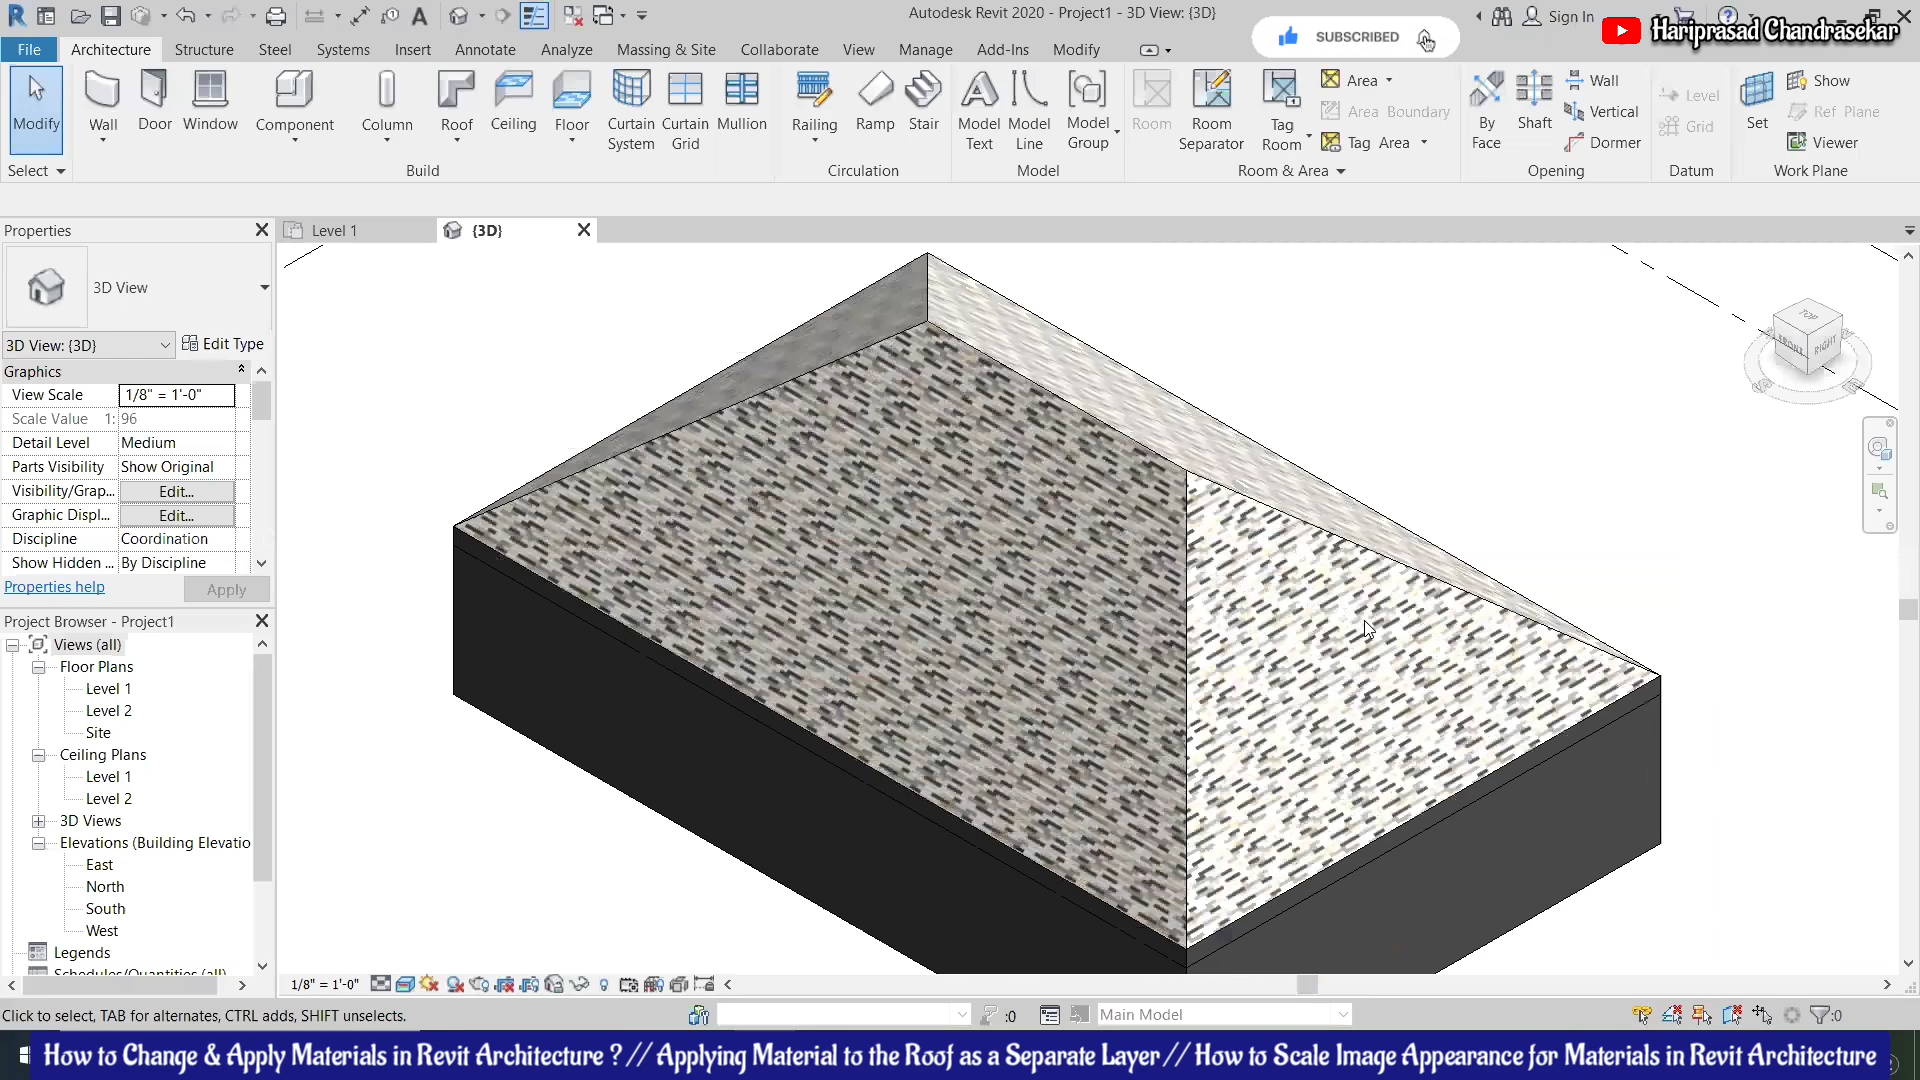 Autodesk Revit 2020 - Project1 - 3D View: {3D}
Sign In
SUBSCRIBED
Hariprasad Chandrasekar
File
Architecture
Structure
Steel
Systems
Insert
Annotate
Analyze
Massing & Site
Collaborate
View
Manage
Add-Ins
Modify
Modify
Wall
Door
Window
Component
Column
Roof
Ceiling
Floor
Curtain System
Curtain Grid
Mullion
Railing
Ramp
Stair
Model Text
Model Line
Model Group
Room
Room Separator
Tag Room
Area
Area Boundary
Tag Area
By Face
Shaft
Wall
Vertical
Dormer
Level
Grid
Set
Show
Ref Plane
Viewer
Select
Build
Circulation
Model
Room & Area
Opening
Datum
Work Plane
Properties
Level 1
{3D}
3D View
3D View: {3D}
Edit Type
Graphics
View Scale
1/8" = 1'-0"
Scale Value 1:
96
Detail Level
Medium
Parts Visibility
Show Original
Visibility/Grap...
Edit...
Graphic Displ...
Edit...
Discipline
Coordination
Show Hidden ...
By Discipline
Properties help
Apply
Project Browser - Project1
Views (all)
Floor Plans
Level 1
Level 2
Site
Ceiling Plans
Level 1
Level 2
3D Views
Elevations (Building Elevatio
East
North
South
West
Legends
Schedules/Quantities (all)
TOP
FRONT
RIGHT
1/8" = 1'-0"
Click to select, TAB for alternates, CTRL adds, SHIFT unselects.
:0
Main Model
:0
How to Change & Apply Materials in Revit Architecture ? // Applying Material to the Roof as a Separate Layer // How to Scale Image Appearance for Materials in Revit Architecture